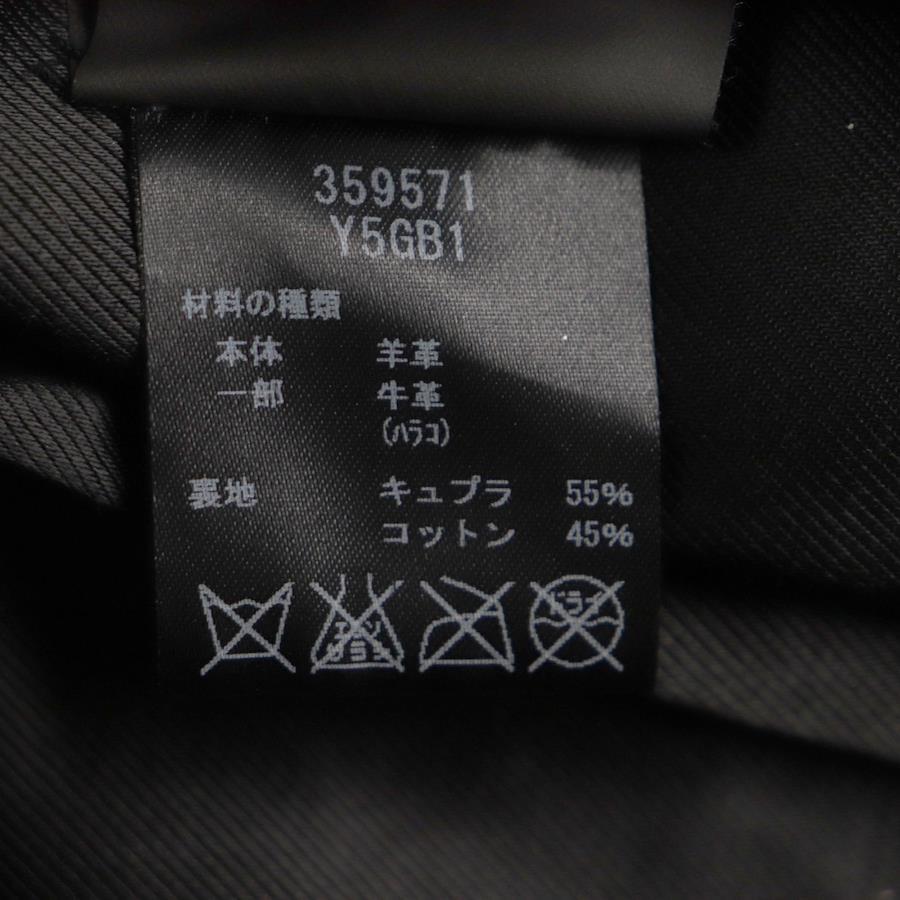 359571
Y5GB1
材料の種類
本体 羊革
一部 牛革
(ハラコ)
裏地 キュプラ 55%
コットン 45%
エンソ ドライ
サラシ